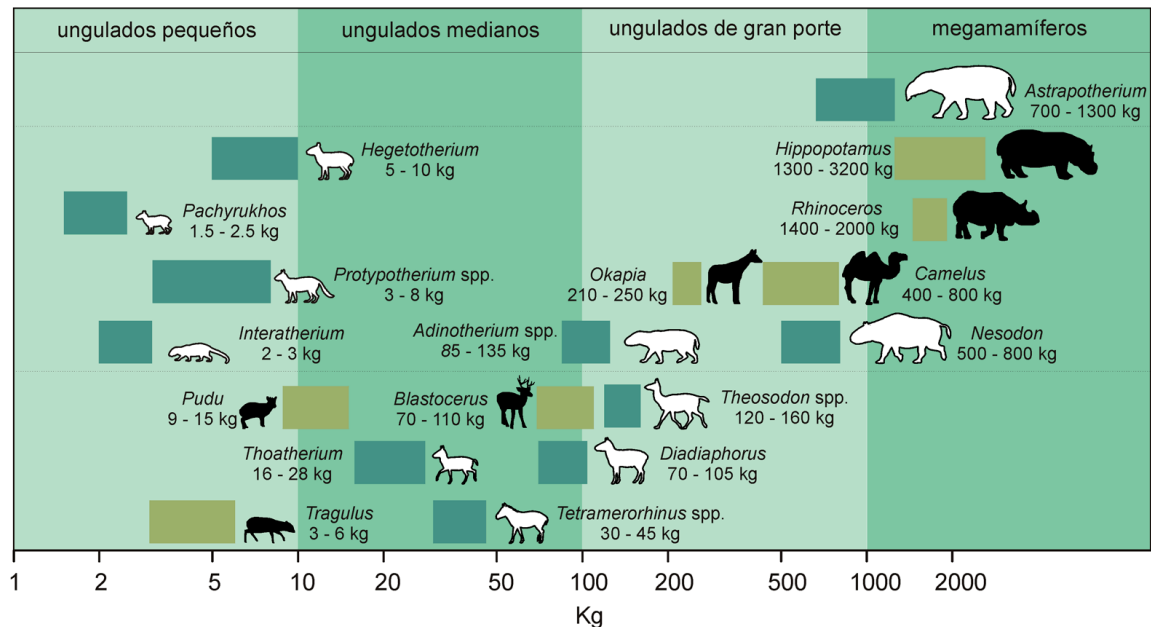 ungulados pequeños
ungulados medianos
ungulados de gran porte
megamamíferos
Astrapotherium
700 - 1300 kg
Hegetotherium
5 - 10 kg
Hippopotamus
1300 - 3200 kg
Pachyrukhos
1.5 - 2.5 kg
Rhinoceros
1400 - 2000 kg
Protypotherium spp.
3 - 8 kg
Okapia
210 - 250 kg
Camelus
400 - 800 kg
Interatherium
2 - 3 kg
Adinotherium spp.
85 - 135 kg
Nesodon
500 - 800 kg
Pudu
9 - 15 kg
Blastocerus
70 - 110 kg
Theosodon spp.
120 - 160 kg
Thoatherium
16 - 28 kg
Diadiaphorus
70 - 105 kg
Tragulus
3 - 6 kg
Tetramerorhinus spp.
30 - 45 kg
1 2 5 10 20 50 100 200 500 1000 2000
Kg